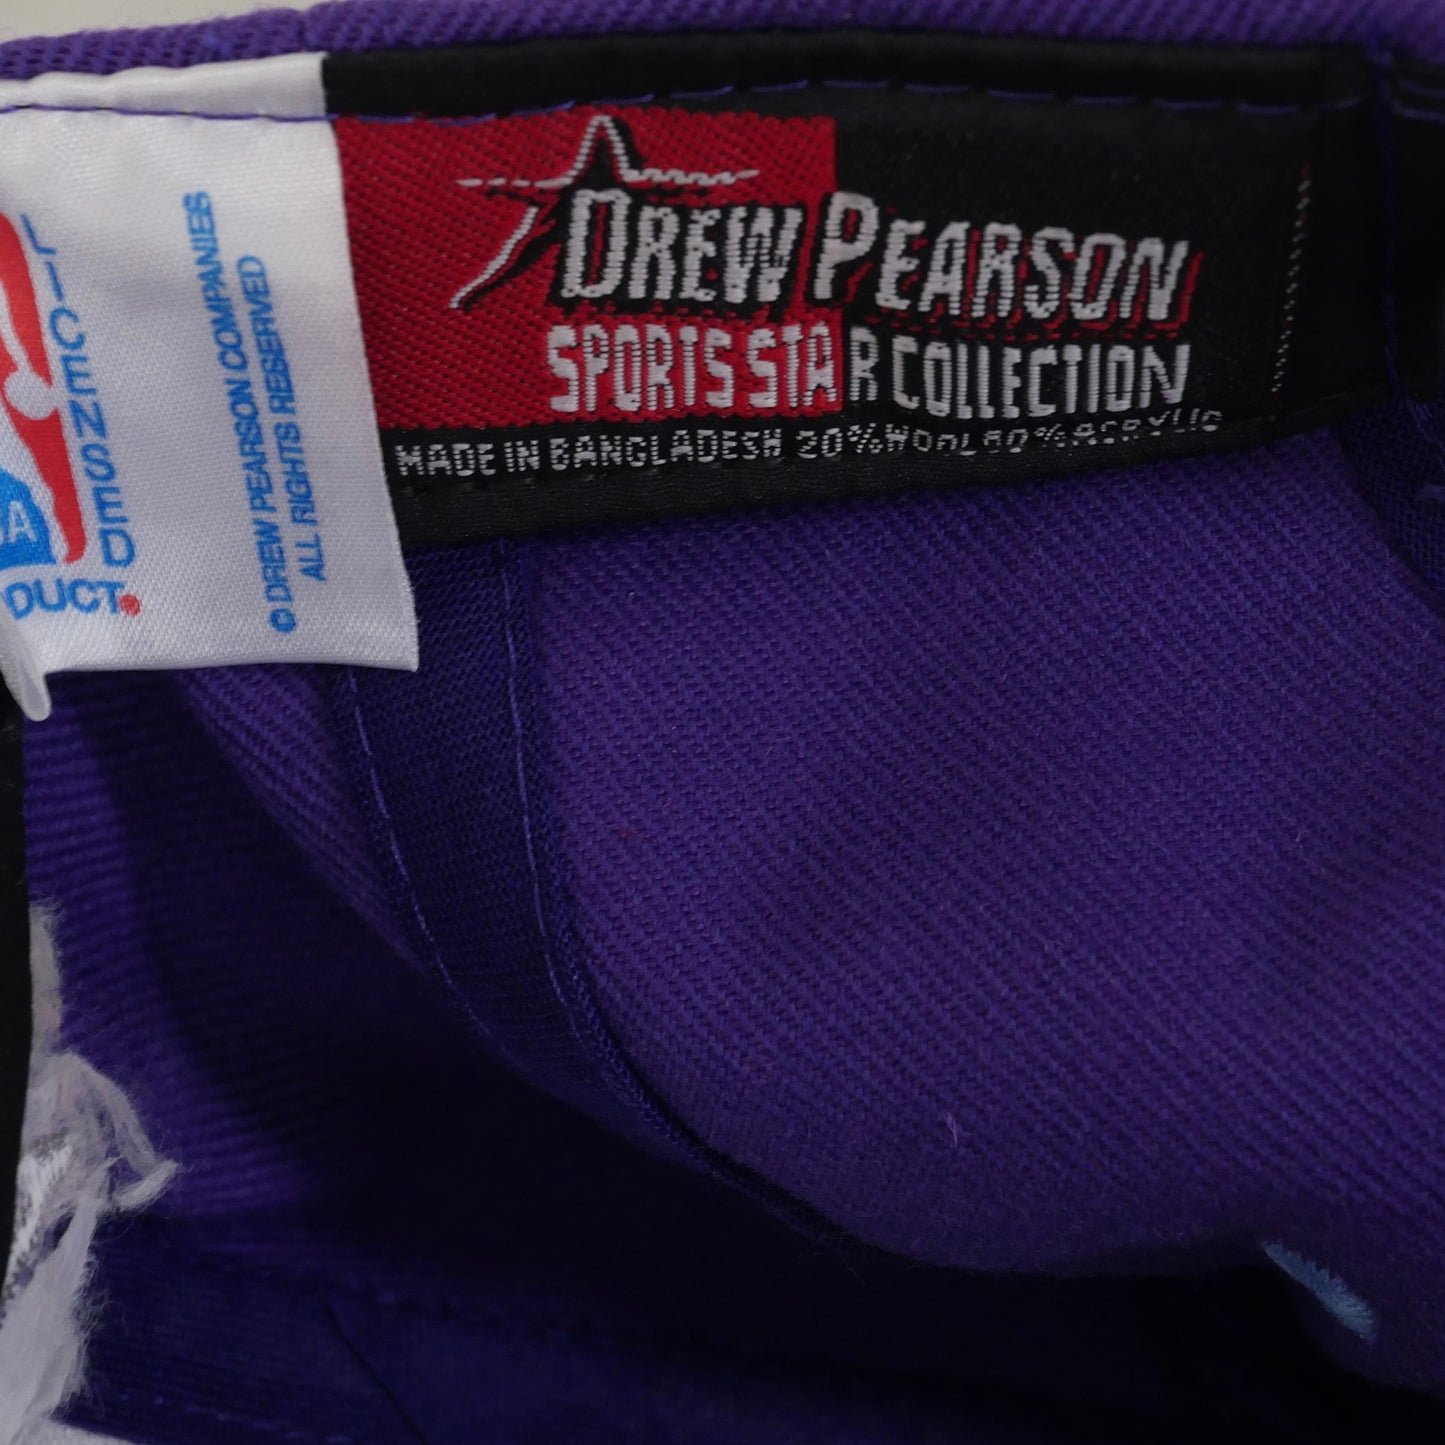 DREW PEARSON
SPORTS STAR COLLECTION
MADE IN BANGLADESH 20% WOOL 80% ACRYLIC
LICENSED
A
DUCT.
© DREW PEARSON COMPANIES
ALL RIGHTS RESERVED